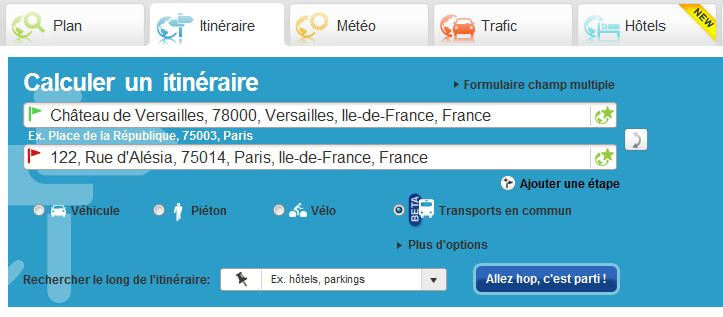 Plan Itinéraire Météo Trafic Hôtels NEW
Calculer un itinéraire
Formulaire champ multiple
Château de Versailles, 78000, Versailles, Ile-de-France, France
Ex. Place de la République, 75003, Paris
122, Rue d'Alésia, 75014, Paris, Ile-de-France, France
Ajouter une étape
Véhicule Piéton Vélo BETA Transports en commun
Plus d'options
Rechercher le long de l'itinéraire: Ex. hôtels, parkings Allez hop, c'est parti !